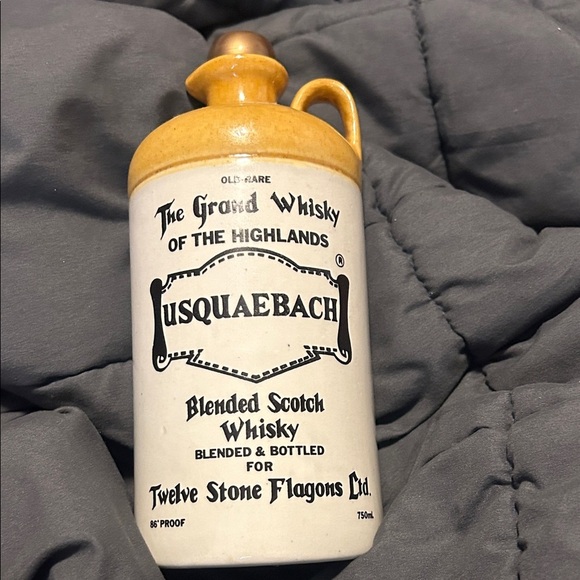 OLD-RARE
The Grand Whisky
OF THE HIGHLANDS
®
USQUAEBACH
Blended Scotch
Whisky
BLENDED & BOTTLED
FOR
Twelve Stone Flagons Ltd.
86° PROOF 750mL